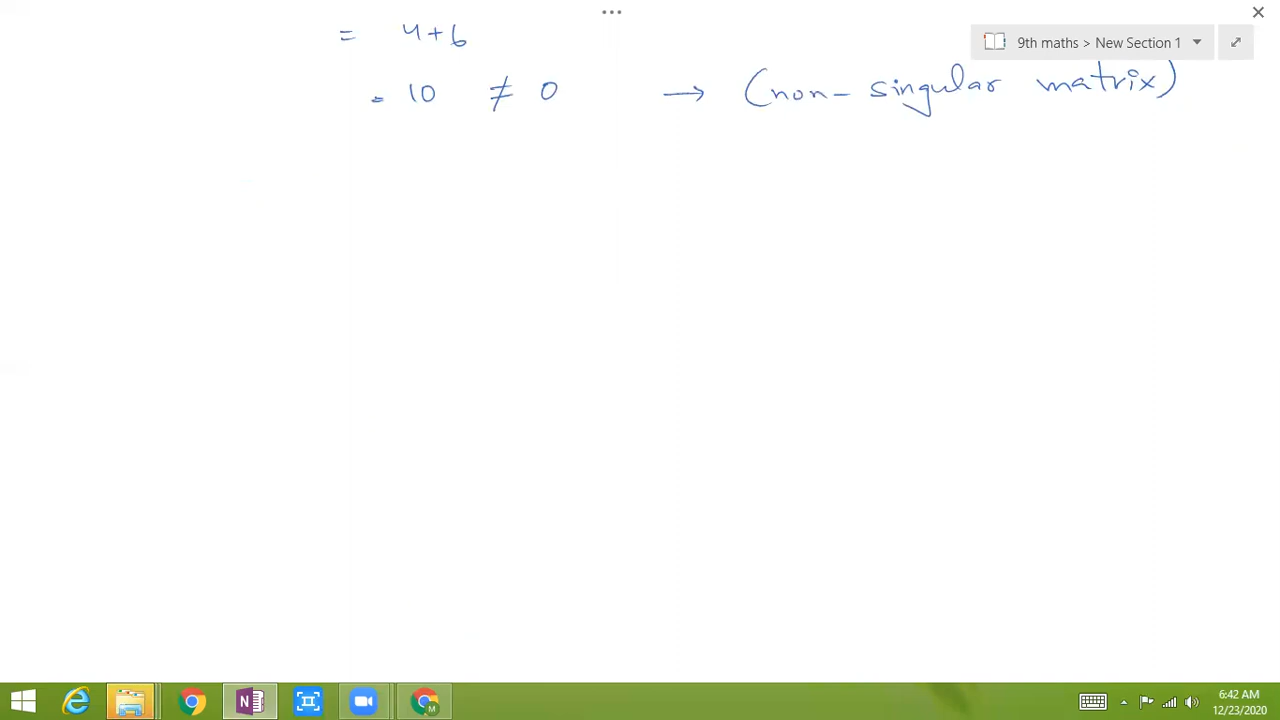 = 4+6
9th maths > New Section 1
= 10 ≠ 0 → (non-singular matrix)
6:42 AM
12/23/2020